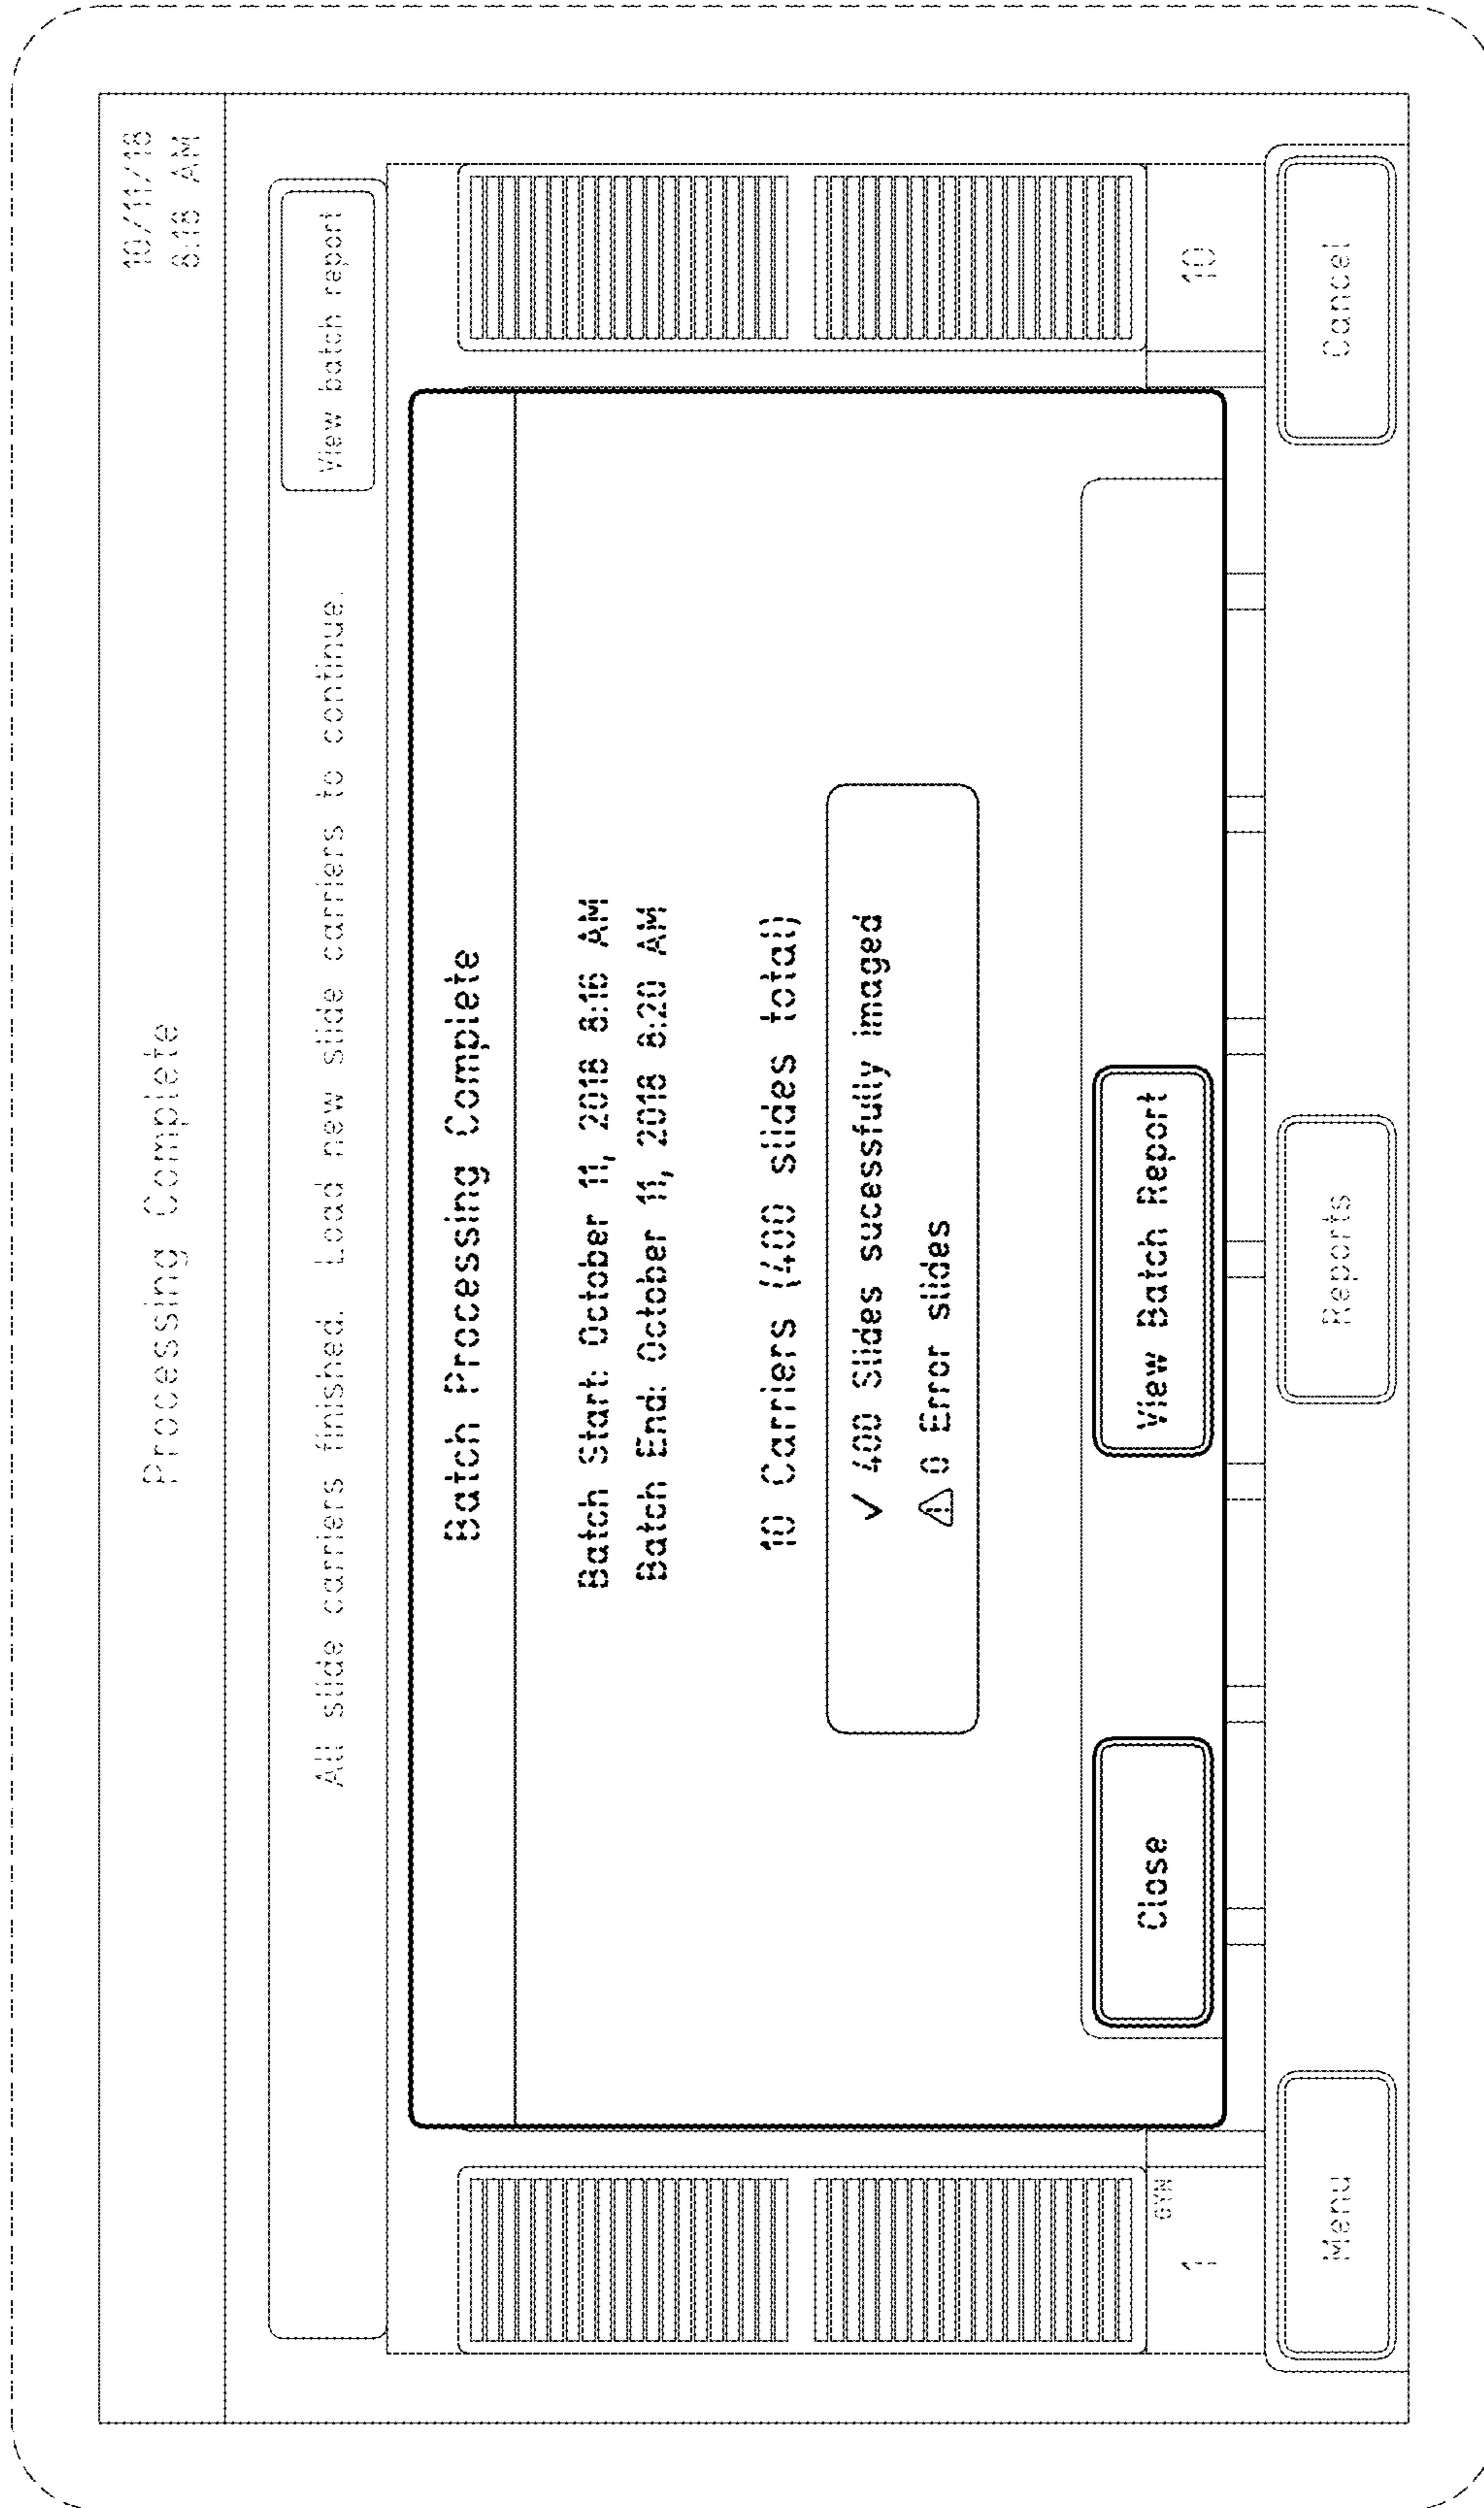 Processing Complete
10/11/18
8:18 AM
All slide carriers finished. Load new slide carriers to continue.
View batch report
Batch Processing Complete
Batch Start: October 11, 2018 8:16 AM
Batch End: October 11, 2018 8:20 AM
10 Carriers (400 slides total)
✓ 400 Slides sucessfully imaged
⚠ 0 Error slides
Close
View Batch Report
GYN
1
10
Menu
Reports
Cancel